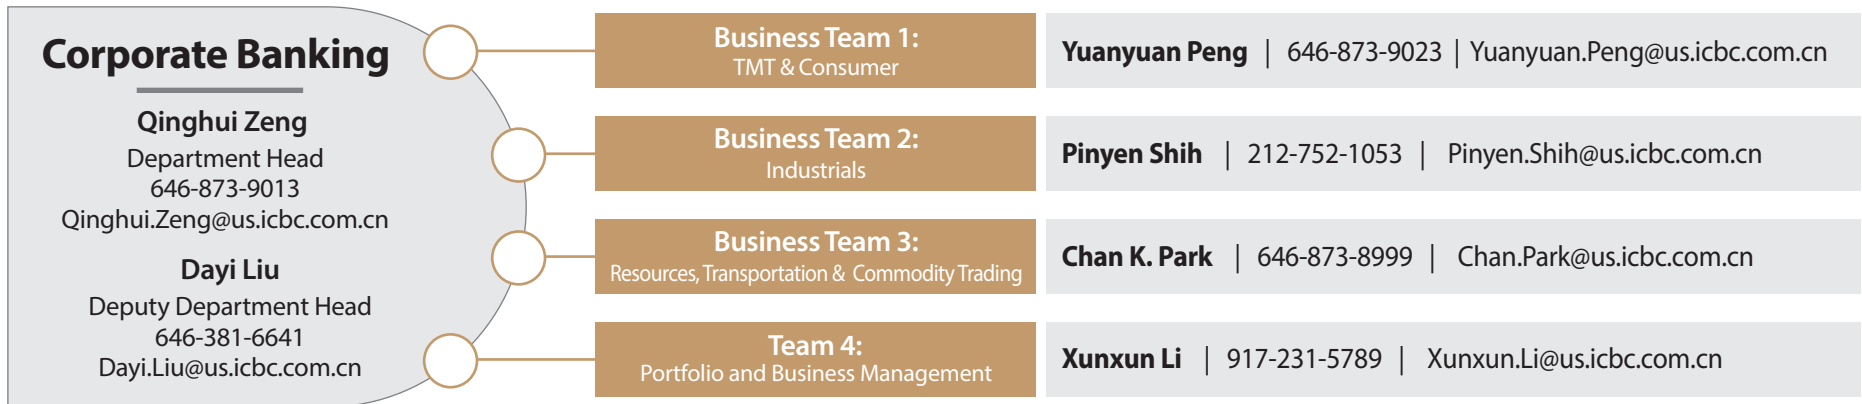 Corporate Banking
Qinghui Zeng
Department Head
646-873-9013
Qinghui.Zeng@us.icbc.com.cn
Dayi Liu
Deputy Department Head
646-381-6641
Dayi.Liu@us.icbc.com.cn
Business Team 1:
TMT & Consumer
Yuanyuan Peng | 646-873-9023 | Yuanyuan.Peng@us.icbc.com.cn
Business Team 2:
Industrials
Pinyen Shih | 212-752-1053 | Pinyen.Shih@us.icbc.com.cn
Business Team 3:
Resources, Transportation & Commodity Trading
Chan K. Park | 646-873-8999 | Chan.Park@us.icbc.com.cn
Team 4:
Portfolio and Business Management
Xunxun Li | 917-231-5789 | Xunxun.Li@us.icbc.com.cn